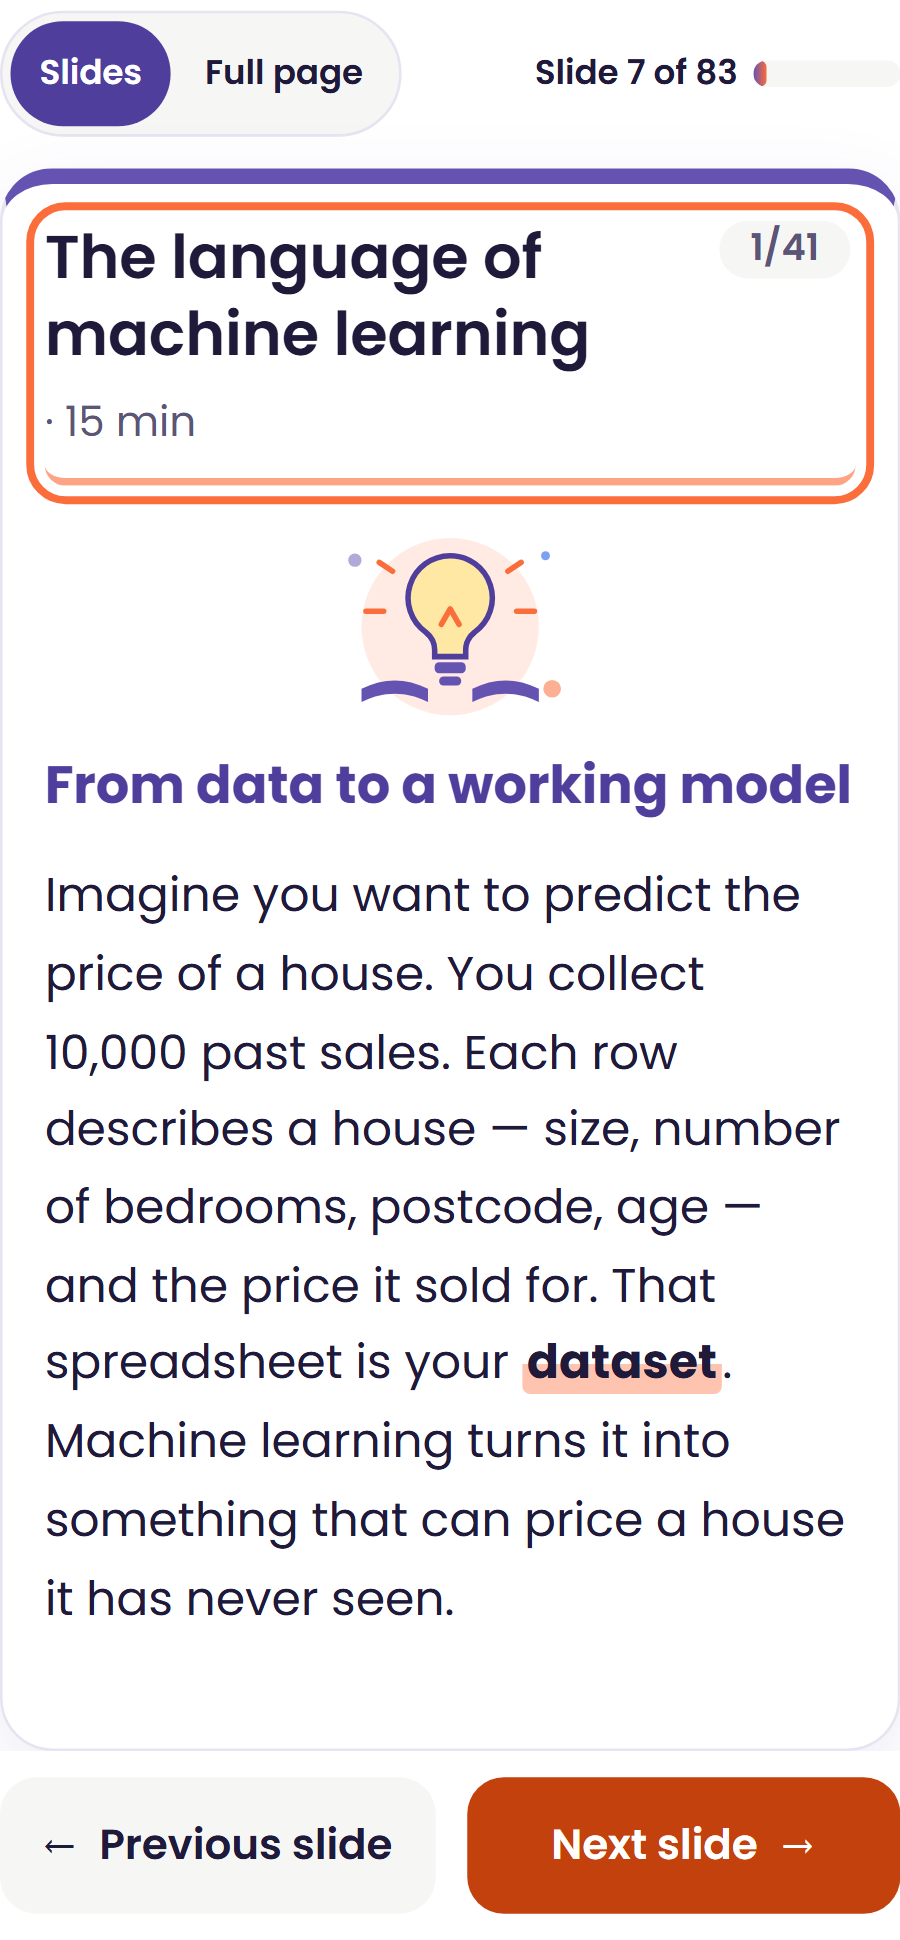 Slides
Full page
Slide 7 of 83
The language of
machine learning
1/41
· 15 min
From data to a working model
Imagine you want to predict the
price of a house. You collect
10,000 past sales. Each row
describes a house — size, number
of bedrooms, postcode, age —
and the price it sold for. That
spreadsheet is your dataset.
Machine learning turns it into
something that can price a house
it has never seen.
← Previous slide
Next slide →